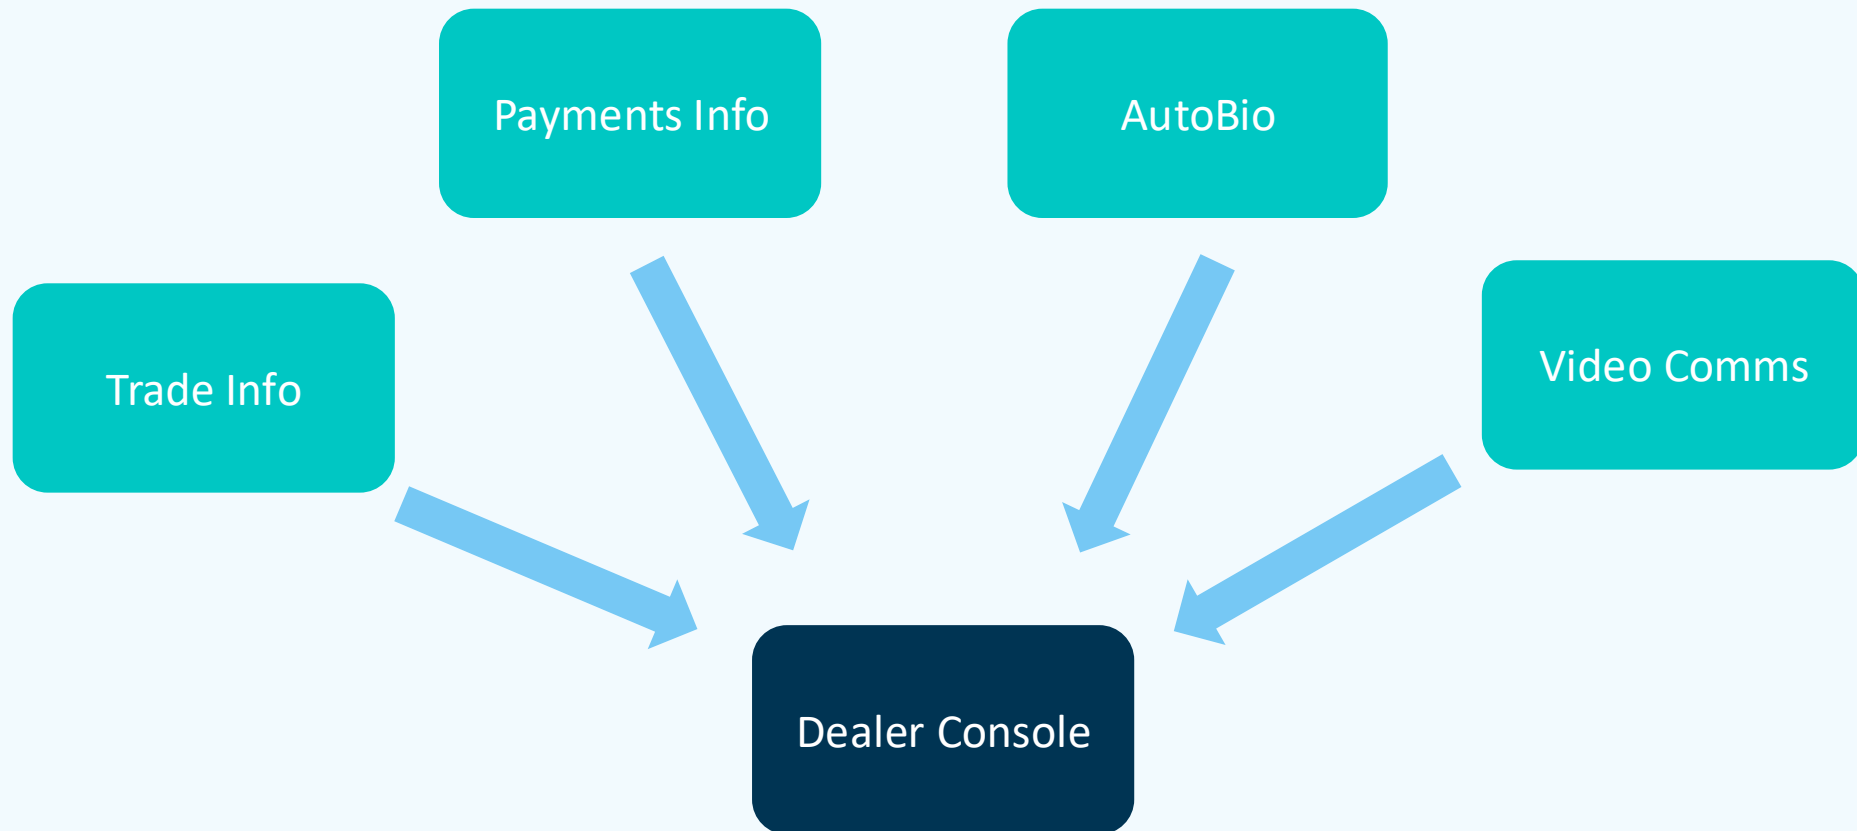 Payments Info
AutoBio
Trade Info
Video Comms
Dealer Console